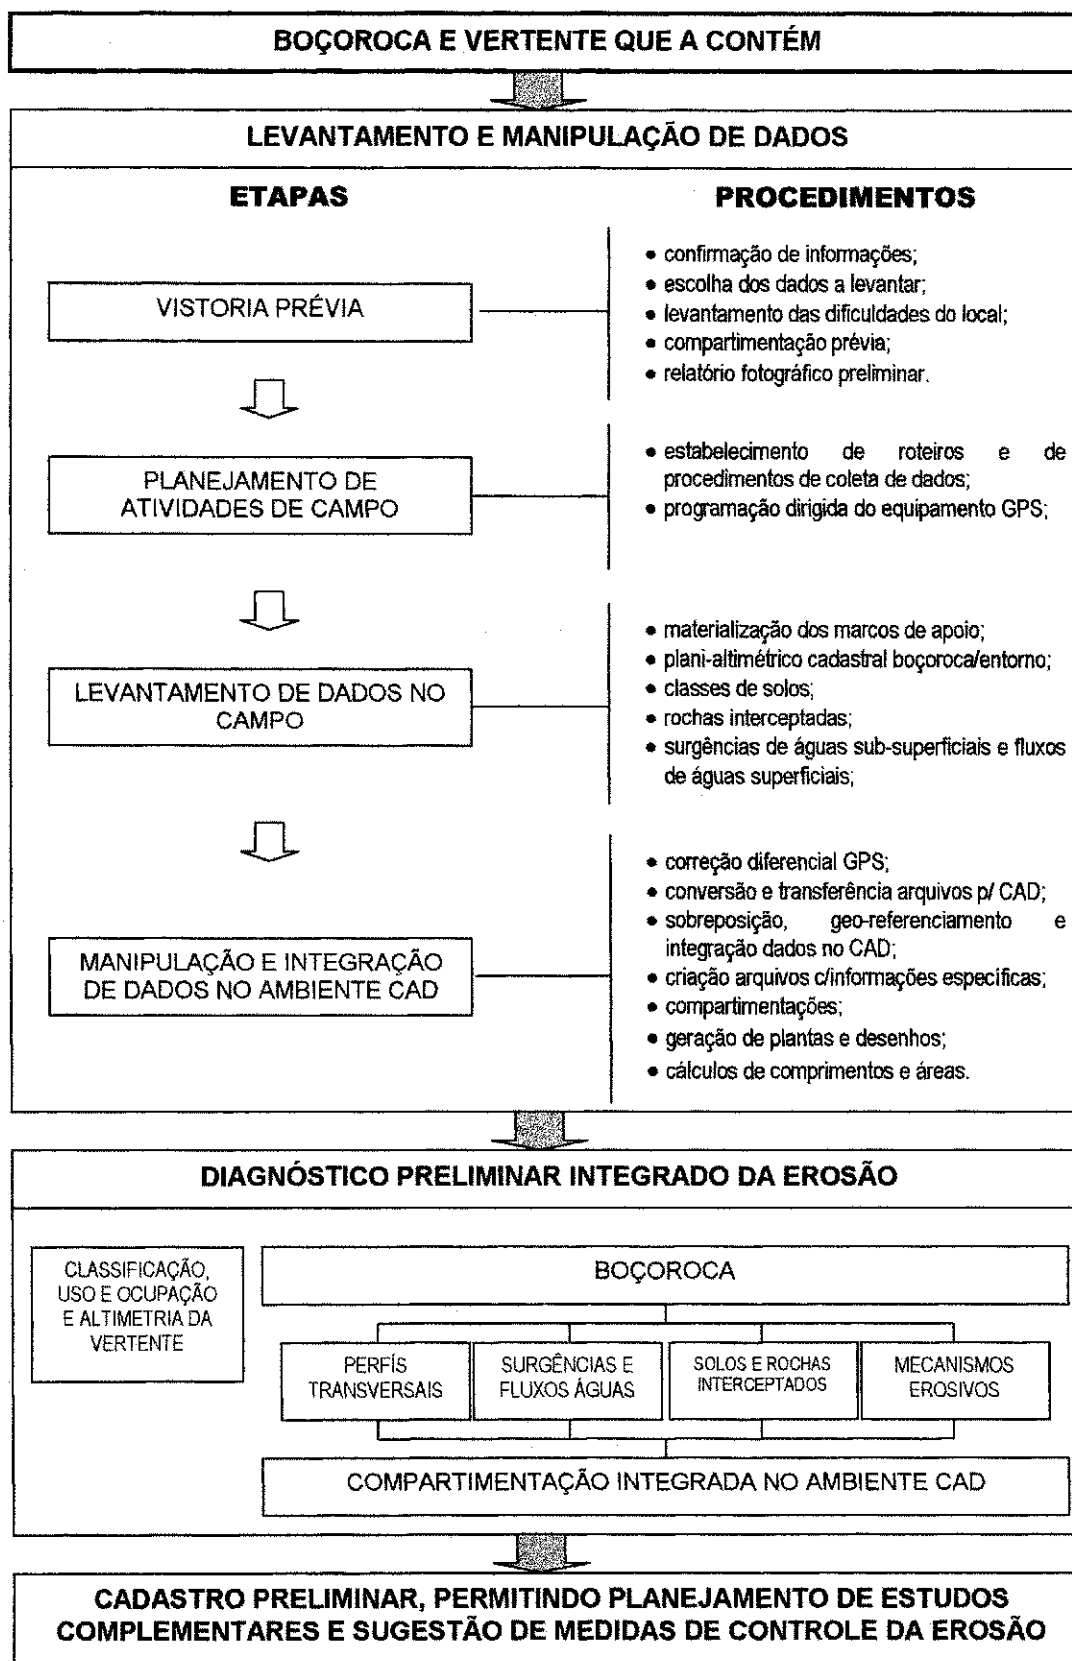 BOÇOROCA E VERTENTE QUE A CONTÉM
LEVANTAMENTO E MANIPULAÇÃO DE DADOS
ETAPAS
PROCEDIMENTOS
VISTORIA PRÉVIA
• confirmação de informações;
• escolha dos dados a levantar;
• levantamento das dificuldades do local;
• compartimentação prévia;
• relatório fotográfico preliminar.
PLANEJAMENTO DE
ATIVIDADES DE CAMPO
• estabelecimento de roteiros e de
procedimentos de coleta de dados;
• programação dirigida do equipamento GPS;
LEVANTAMENTO DE DADOS NO
CAMPO
• materialização dos marcos de apoio;
• plani-altimétrico cadastral boçoroca/entorno;
• classes de solos;
• rochas interceptadas;
• surgências de águas sub-superficiais e fluxos
de águas superficiais;
MANIPULAÇÃO E INTEGRAÇÃO
DE DADOS NO AMBIENTE CAD
• correção diferencial GPS;
• conversão e transferência arquivos p/ CAD;
• sobreposição, geo-referenciamento e
integração dados no CAD;
• criação arquivos c/informações específicas;
• compartimentações;
• geração de plantas e desenhos;
• cálculos de comprimentos e áreas.
DIAGNÓSTICO PRELIMINAR INTEGRADO DA EROSÃO
CLASSIFICAÇÃO,
USO E OCUPAÇÃO
E ALTIMETRIA DA
VERTENTE
BOÇOROCA
PERFÍS
TRANSVERSAIS
SURGÊNCIAS E
FLUXOS ÁGUAS
SOLOS E ROCHAS
INTERCEPTADOS
MECANISMOS
EROSIVOS
COMPARTIMENTAÇÃO INTEGRADA NO AMBIENTE CAD
CADASTRO PRELIMINAR, PERMITINDO PLANEJAMENTO DE ESTUDOS
COMPLEMENTARES E SUGESTÃO DE MEDIDAS DE CONTROLE DA EROSÃO